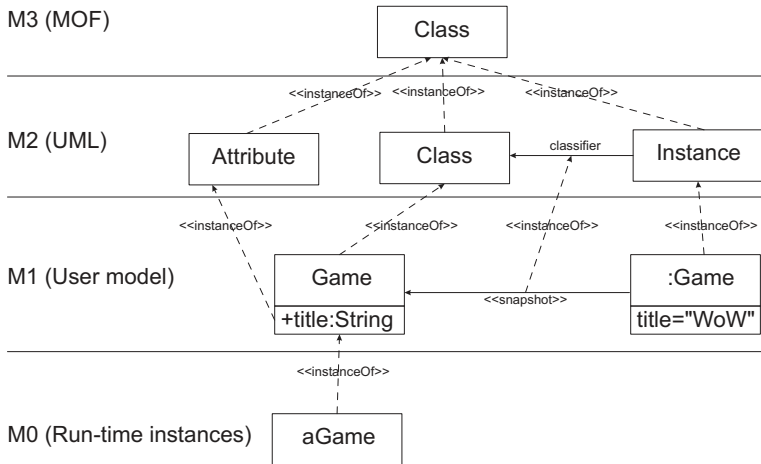 M3 (MOF)
Class
<<instanceOf>>
<<instanceOf>>
<<instanceOf>>
M2 (UML)
Attribute
Class
classifier
Instance
<<instanceOf>>
<<instanceOf>>
<<instanceOf>>
<<instanceOf>>
M1 (User model)
Game
+title:String
<<snapshot>>
:Game
title="WoW"
<<instanceOf>>
M0 (Run-time instances)
aGame